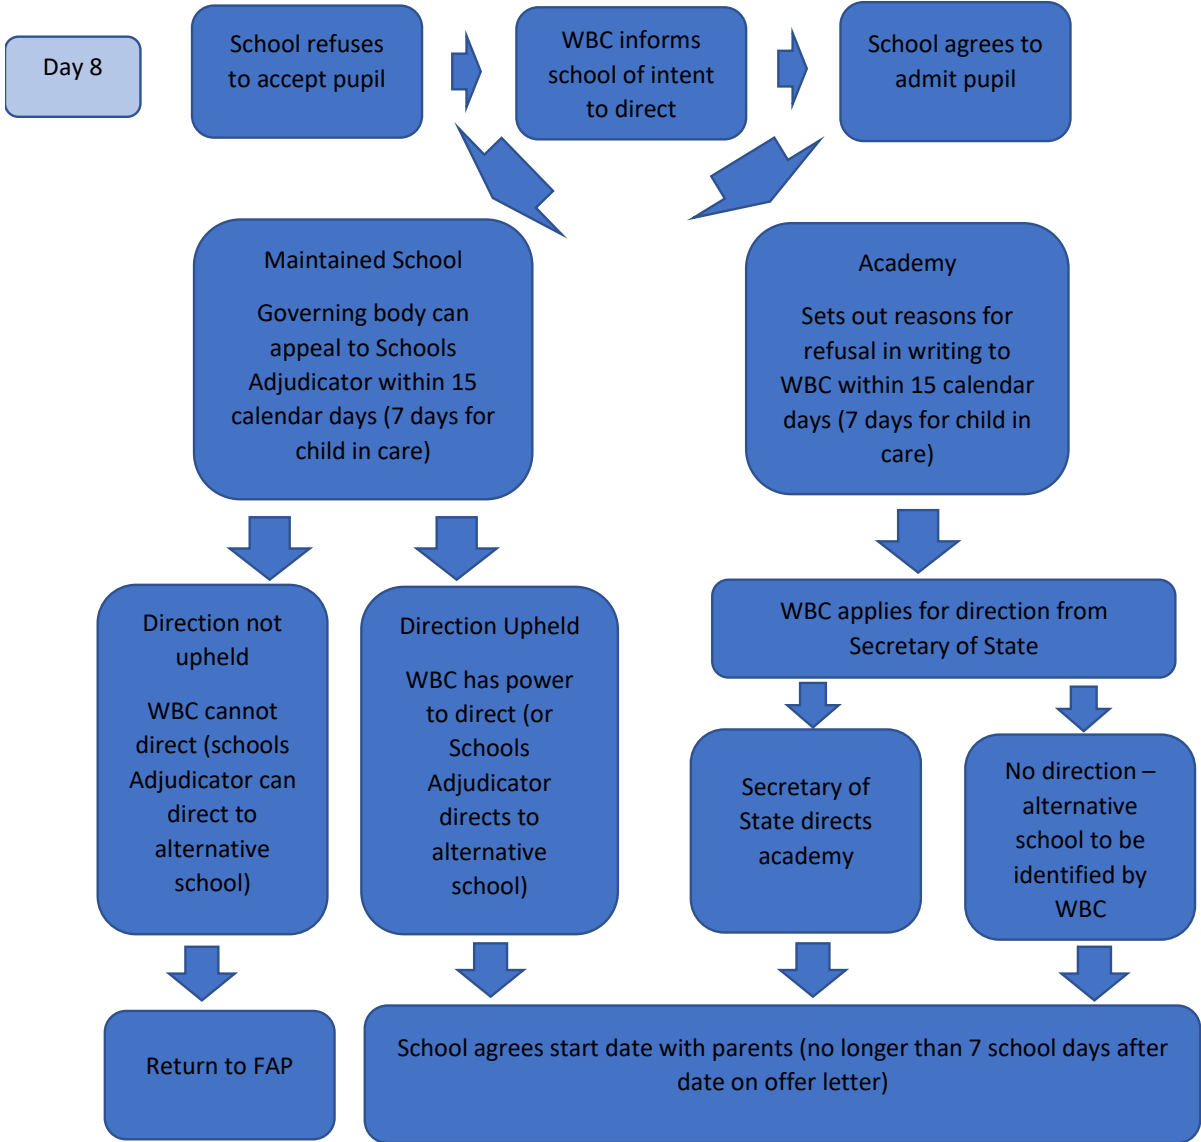 Day 8
School refuses
to accept pupil
WBC informs
school of intent
to direct
School agrees to
admit pupil
Maintained School
Governing body can
appeal to Schools
Adjudicator within 15
calendar days (7 days for
child in care)
Academy
Sets out reasons for
refusal in writing to
WBC within 15 calendar
days (7 days for child in
care)
Direction not
upheld
WBC cannot
direct (schools
Adjudicator can
direct to
alternative
school)
Direction Upheld
WBC has power
to direct (or
Schools
Adjudicator
directs to
alternative
school)
WBC applies for direction from
Secretary of State
Secretary of
State directs
academy
No direction –
alternative
school to be
identified by
WBC
Return to FAP
School agrees start date with parents (no longer than 7 school days after
date on offer letter)